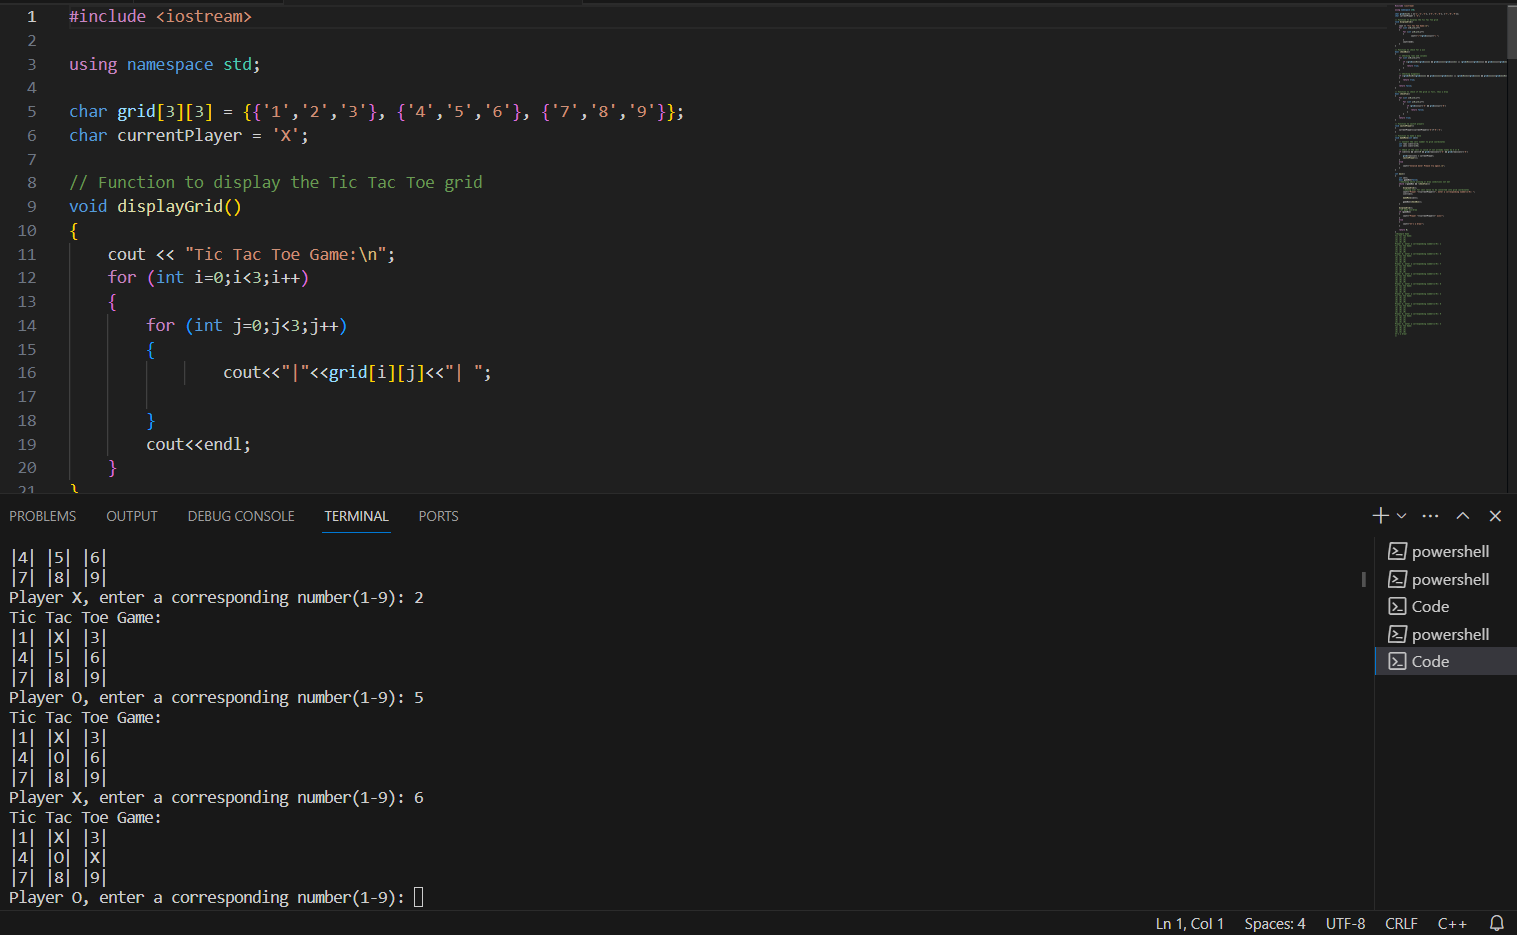 1 #include <iostream>
2
3 using namespace std;
4
5 char grid[3][3] = {{'1','2','3'}, {'4','5','6'}, {'7','8','9'}};
6 char currentPlayer = 'X';
7
8 // Function to display the Tic Tac Toe grid
9 void displayGrid()
10 {
11     cout << "Tic Tac Toe Game:\n";
12     for (int i=0;i<3;i++)
13     {
14         for (int j=0;j<3;j++)
15         {
16                 cout<<"|"<<grid[i][j]<<"| ";
17
18         }
19         cout<<endl;
20     }
21 }
PROBLEMS OUTPUT DEBUG CONSOLE TERMINAL PORTS
|4| |5| |6|
|7| |8| |9|
Player X, enter a corresponding number(1-9): 2
Tic Tac Toe Game:
|1| |X| |3|
|4| |5| |6|
|7| |8| |9|
Player O, enter a corresponding number(1-9): 5
Tic Tac Toe Game:
|1| |X| |3|
|4| |O| |6|
|7| |8| |9|
Player X, enter a corresponding number(1-9): 6
Tic Tac Toe Game:
|1| |X| |3|
|4| |O| |X|
|7| |8| |9|
Player O, enter a corresponding number(1-9):
powershell
powershell
Code
powershell
Code
Ln 1, Col 1 Spaces: 4 UTF-8 CRLF C++